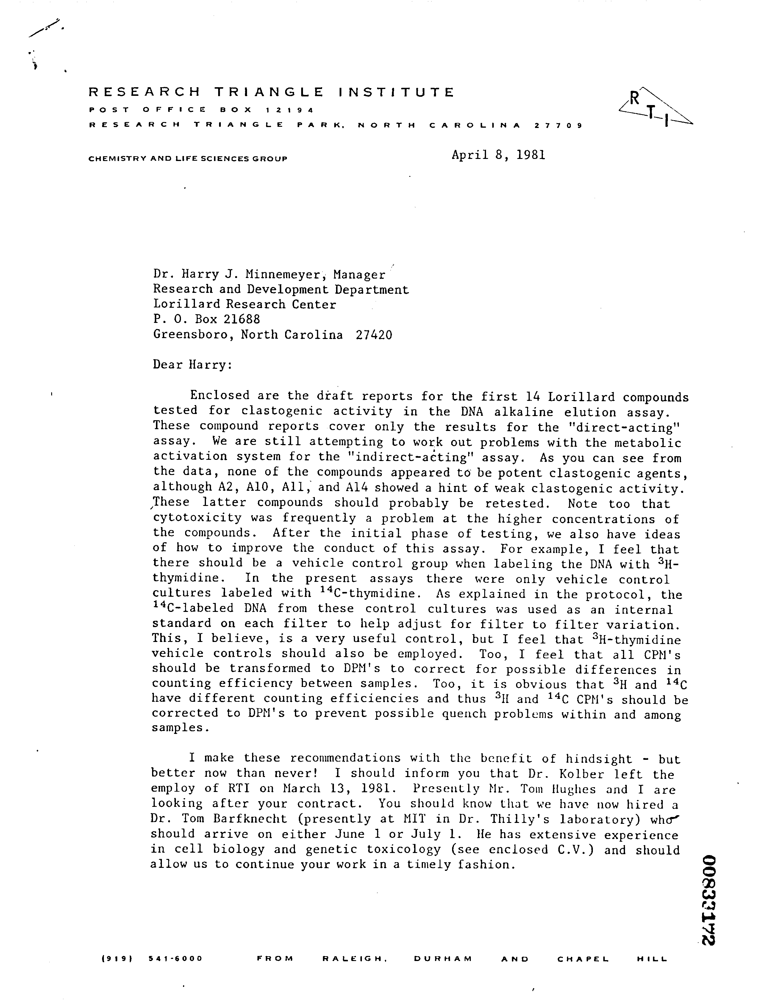 RESEARCH TRIANGLE INSTITUTE
POST OFFICE BOX 12194
RESEARCH TRIANGLE PARK, NORTH CAROLINA 27709
RTI
CHEMISTRY AND LIFE SCIENCES GROUP
April 8, 1981
Dr. Harry J. Minnemeyer, Manager
Research and Development Department
Lorillard Research Center
P. O. Box 21688
Greensboro, North Carolina 27420
Dear Harry:
Enclosed are the draft reports for the first 14 Lorillard compounds
tested for clastogenic activity in the DNA alkaline elution assay.
These compound reports cover only the results for the "direct-acting"
assay. We are still attempting to work out problems with the metabolic
activation system for the "indirect-acting" assay. As you can see from
the data, none of the compounds appeared to be potent clastogenic agents,
although A2, A10, A11, and A14 showed a hint of weak clastogenic activity.
These latter compounds should probably be retested. Note too that
cytotoxicity was frequently a problem at the higher concentrations of
the compounds. After the initial phase of testing, we also have ideas
of how to improve the conduct of this assay. For example, I feel that
there should be a vehicle control group when labeling the DNA with ³H-
thymidine. In the present assays there were only vehicle control
cultures labeled with ¹⁴C-thymidine. As explained in the protocol, the
¹⁴C-labeled DNA from these control cultures was used as an internal
standard on each filter to help adjust for filter to filter variation.
This, I believe, is a very useful control, but I feel that ³H-thymidine
vehicle controls should also be employed. Too, I feel that all CPM's
should be transformed to DPM's to correct for possible differences in
counting efficiency between samples. Too, it is obvious that ³H and ¹⁴C
have different counting efficiencies and thus ³H and ¹⁴C CPM's should be
corrected to DPM's to prevent possible quench problems within and among
samples.
I make these recommendations with the benefit of hindsight - but
better now than never! I should inform you that Dr. Kolber left the
employ of RTI on March 13, 1981. Presently Mr. Tom Hughes and I are
looking after your contract. You should know that we have now hired a
Dr. Tom Barfknecht (presently at MIT in Dr. Thilly's laboratory) who
should arrive on either June 1 or July 1. He has extensive experience
in cell biology and genetic toxicology (see enclosed C.V.) and should
allow us to continue your work in a timely fashion.
00833172
(919) 541-6000 FROM RALEIGH, DURHAM AND CHAPEL HILL